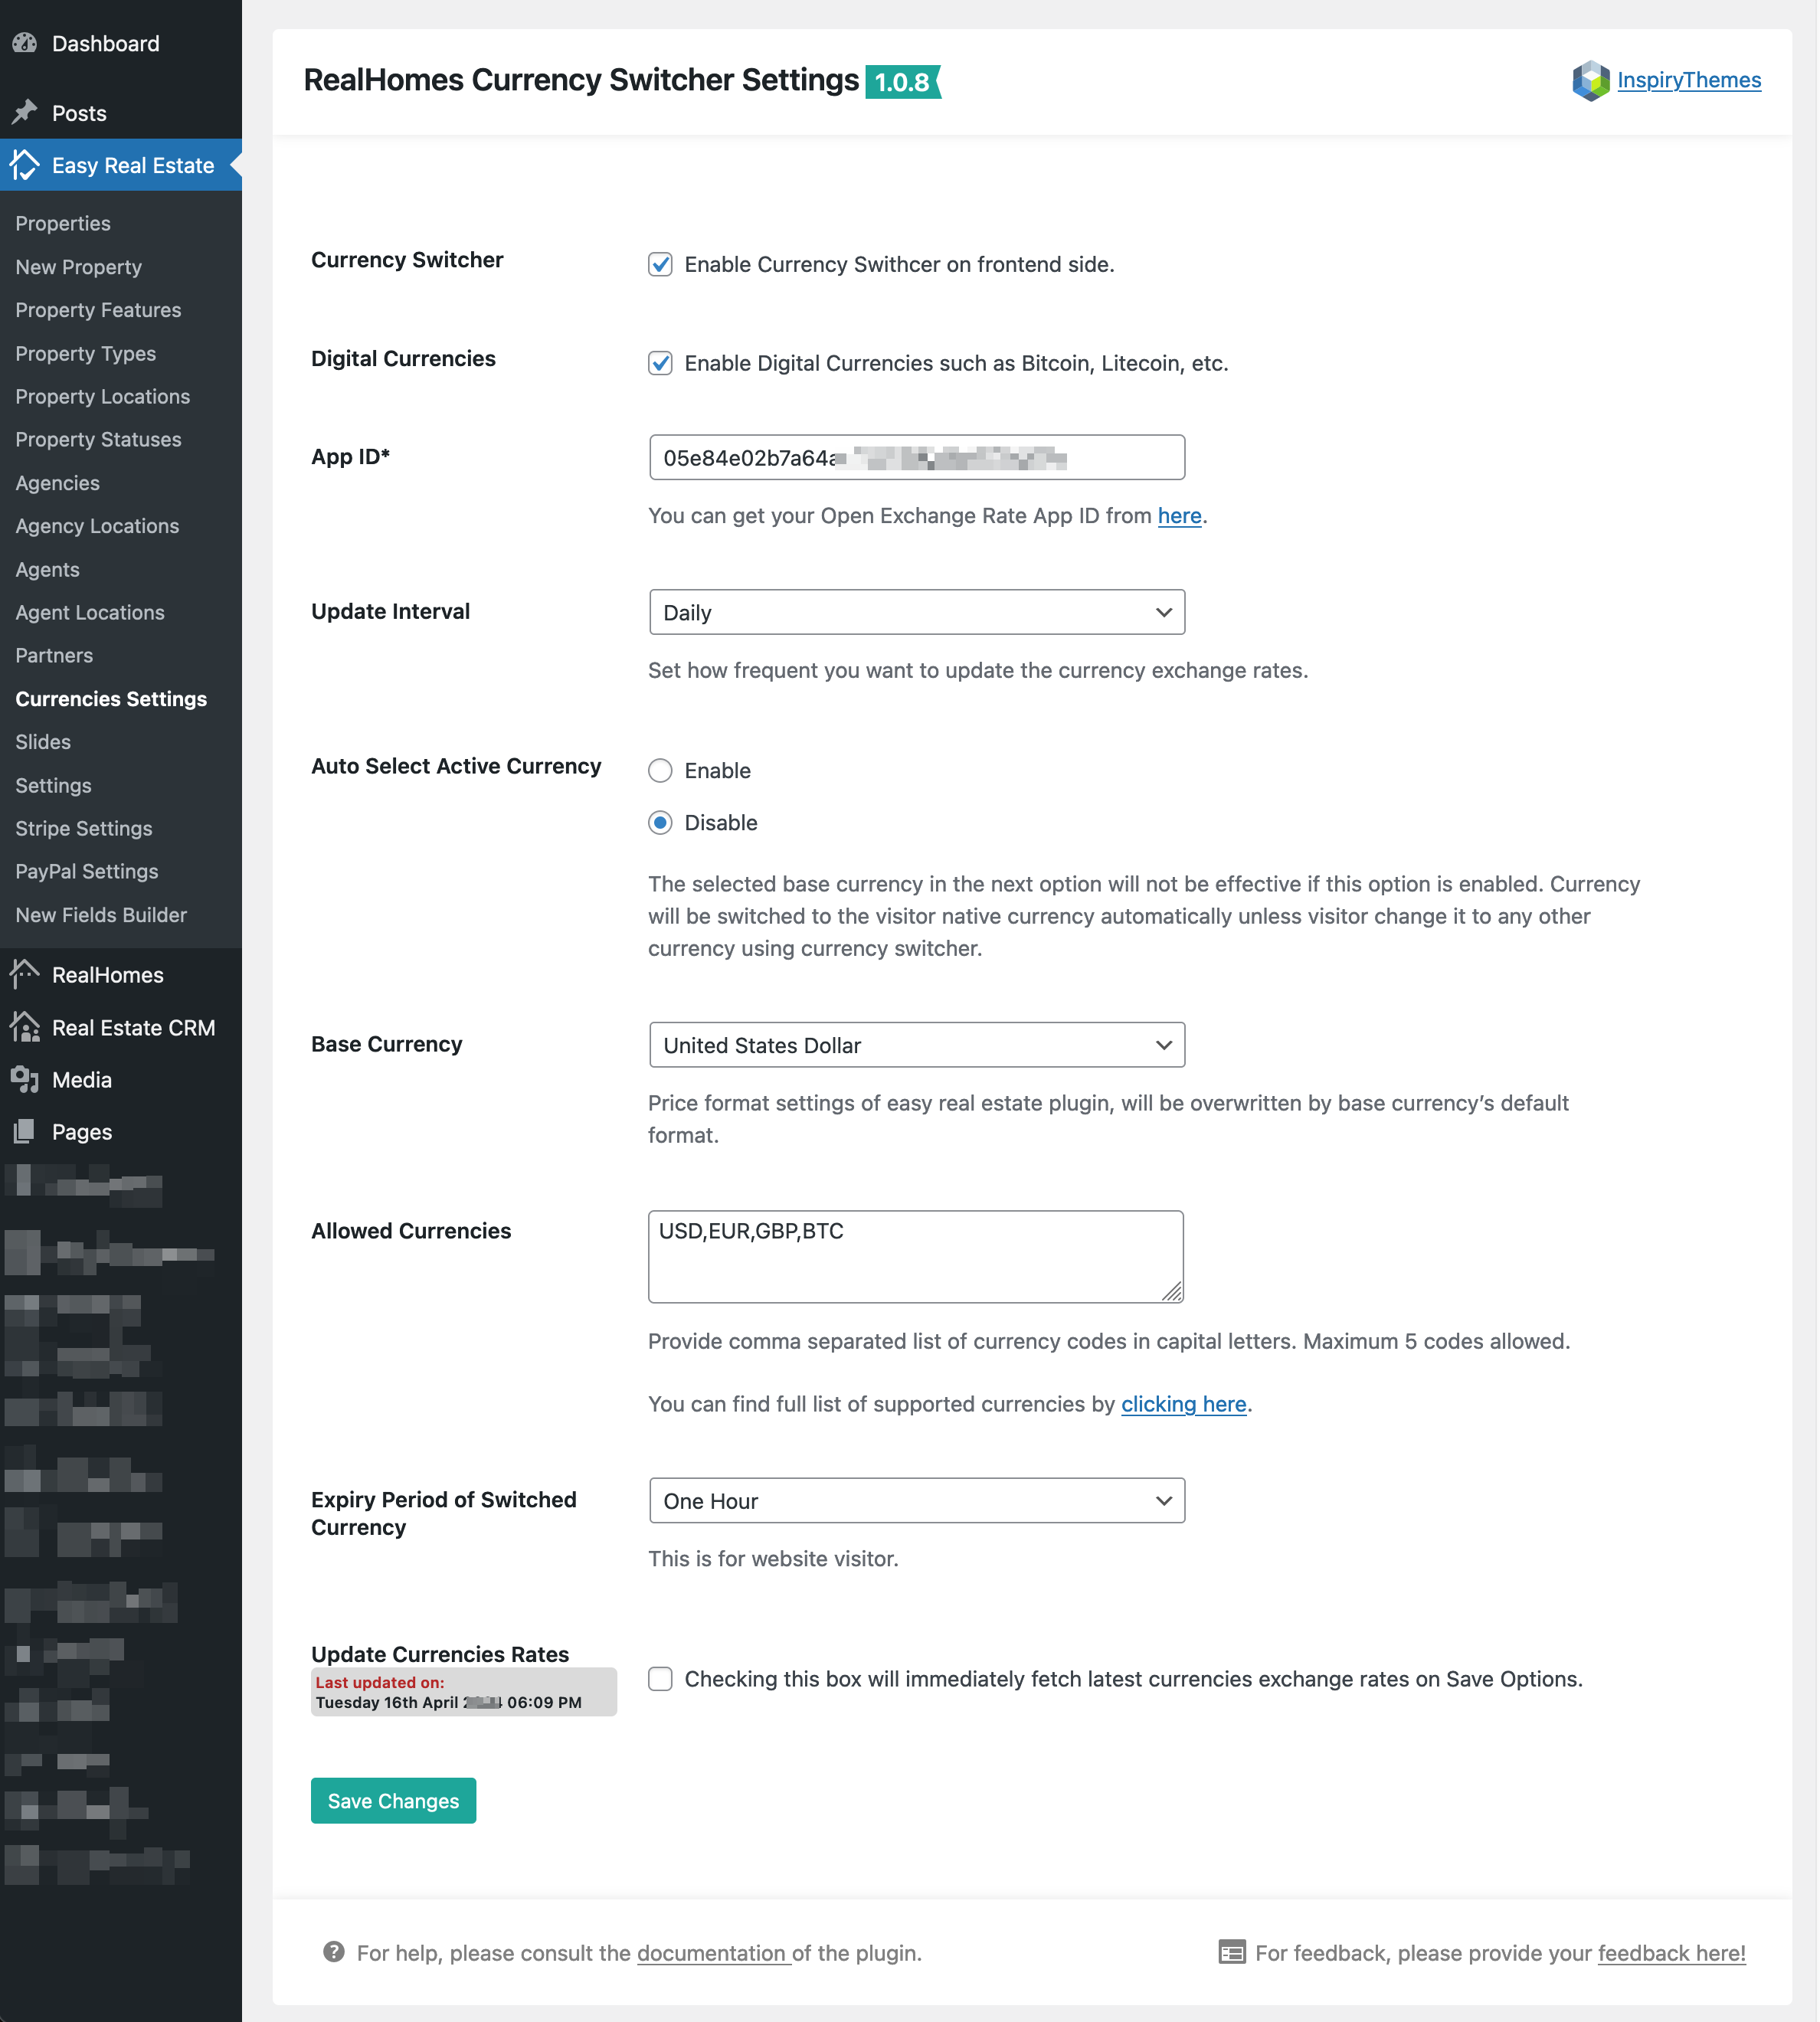 Dashboard
Posts
Easy Real Estate
Properties
New Property
Property Features
Property Types
Property Locations
Property Statuses
Agencies
Agency Locations
Agents
Agent Locations
Partners
Currencies Settings
Slides
Settings
Stripe Settings
PayPal Settings
New Fields Builder
RealHomes
Real Estate CRM
Media
Pages
RealHomes Currency Switcher Settings 1.0.8
InspiryThemes
Currency Switcher
Enable Currency Swithcer on frontend side.
Digital Currencies
Enable Digital Currencies such as Bitcoin, Litecoin, etc.
App ID*
05e84e02b7a64a
You can get your Open Exchange Rate App ID from here.
Update Interval
Daily
Set how frequent you want to update the currency exchange rates.
Auto Select Active Currency
Enable
Disable
The selected base currency in the next option will not be effective if this option is enabled. Currency
will be switched to the visitor native currency automatically unless visitor change it to any other
currency using currency switcher.
Base Currency
United States Dollar
Price format settings of easy real estate plugin, will be overwritten by base currency’s default
format.
Allowed Currencies
USD,EUR,GBP,BTC
Provide comma separated list of currency codes in capital letters. Maximum 5 codes allowed.
You can find full list of supported currencies by clicking here.
Expiry Period of Switched
Currency
One Hour
This is for website visitor.
Update Currencies Rates
Last updated on:
Tuesday 16th April 06:09 PM
Checking this box will immediately fetch latest currencies exchange rates on Save Options.
Save Changes
For help, please consult the documentation of the plugin.
For feedback, please provide your feedback here!